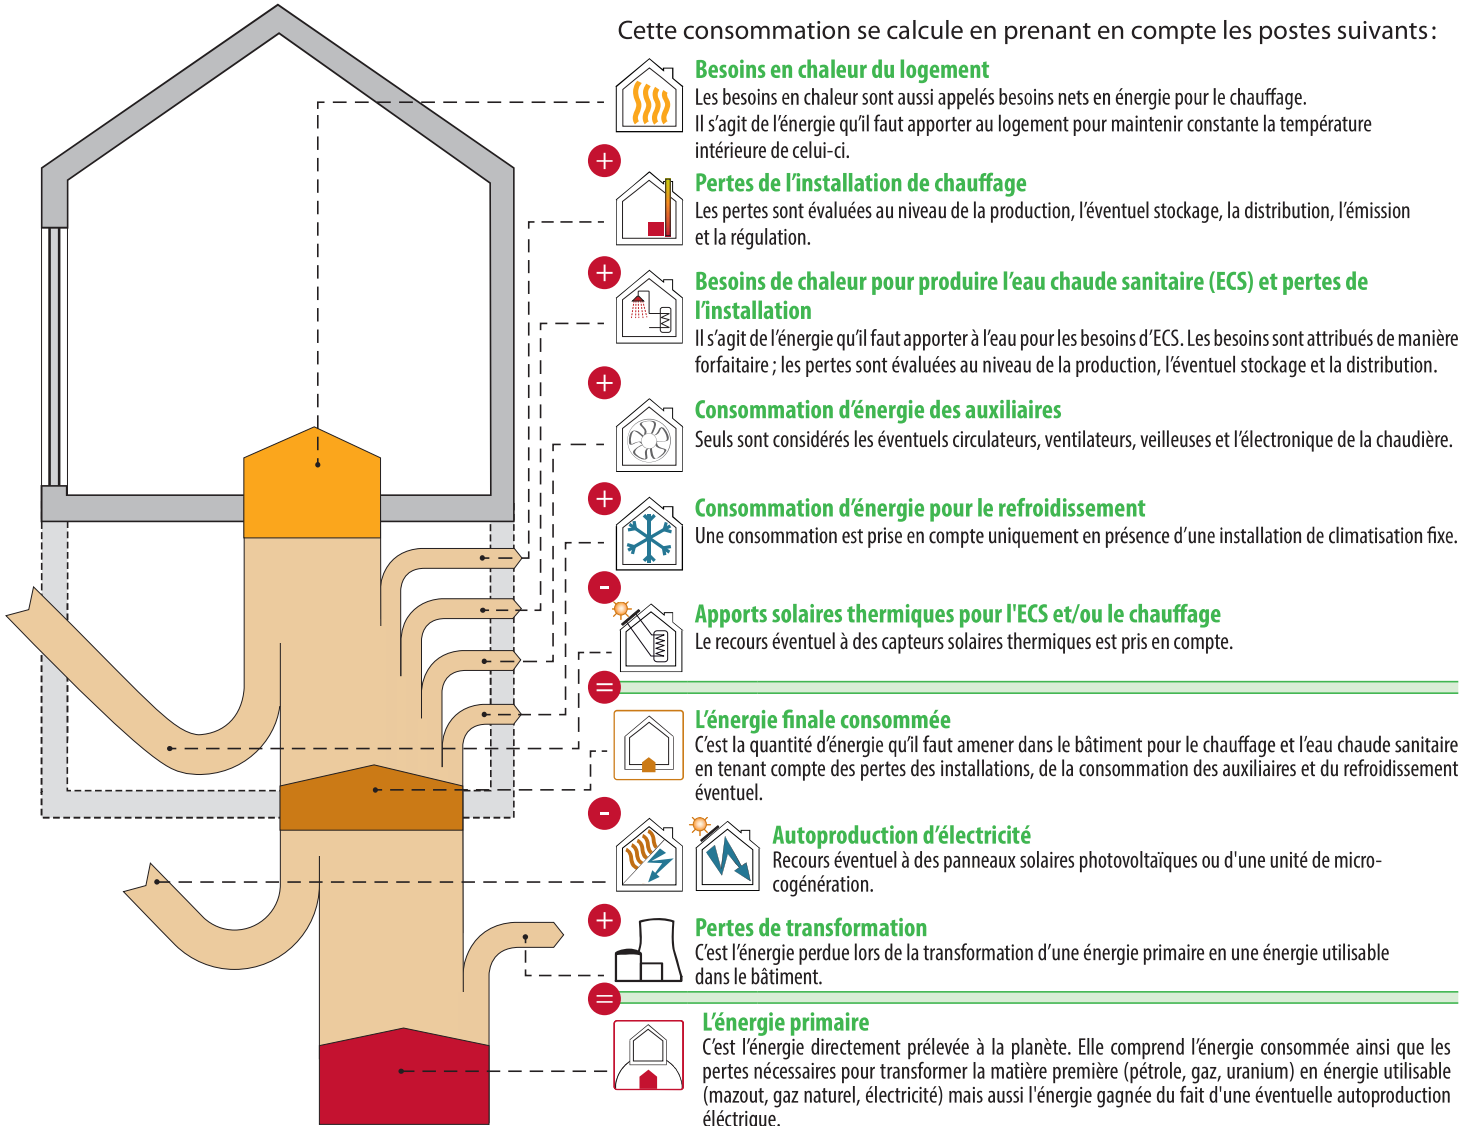 Cette consommation se calcule en prenant en compte les postes suivants :
Besoins en chaleur du logement
Les besoins en chaleur sont aussi appelés besoins nets en énergie pour le chauffage.
Il s’agit de l’énergie qu’il faut apporter au logement pour maintenir constante la température
intérieure de celui-ci.
+
Pertes de l’installation de chauffage
Les pertes sont évaluées au niveau de la production, l’éventuel stockage, la distribution, l’émission
et la régulation.
+
Besoins de chaleur pour produire l’eau chaude sanitaire (ECS) et pertes de
l’installation
Il s’agit de l’énergie qu’il faut apporter à l’eau pour les besoins d’ECS. Les besoins sont attribués de manière
forfaitaire ; les pertes sont évaluées au niveau de la production, l’éventuel stockage et la distribution.
+
Consommation d’énergie des auxiliaires
Seuls sont considérés les éventuels circulateurs, ventilateurs, veilleuses et l’électronique de la chaudière.
+
Consommation d’énergie pour le refroidissement
Une consommation est prise en compte uniquement en présence d’une installation de climatisation fixe.
-
Apports solaires thermiques pour l'ECS et/ou le chauffage
Le recours éventuel à des capteurs solaires thermiques est pris en compte.
=
L’énergie finale consommée
C’est la quantité d’énergie qu’il faut amener dans le bâtiment pour le chauffage et l’eau chaude sanitaire
en tenant compte des pertes des installations, de la consommation des auxiliaires et du refroidissement
éventuel.
-
Autoproduction d’électricité
Recours éventuel à des panneaux solaires photovoltaïques ou d'une unité de micro-
cogénération.
+
Pertes de transformation
C’est l’énergie perdue lors de la transformation d’une énergie primaire en une énergie utilisable
dans le bâtiment.
=
L’énergie primaire
C’est l’énergie directement prélevée à la planète. Elle comprend l’énergie consommée ainsi que les
pertes nécessaires pour transformer la matière première (pétrole, gaz, uranium) en énergie utilisable
(mazout, gaz naturel, électricité) mais aussi l'énergie gagnée du fait d'une éventuelle autoproduction
éléctrique.